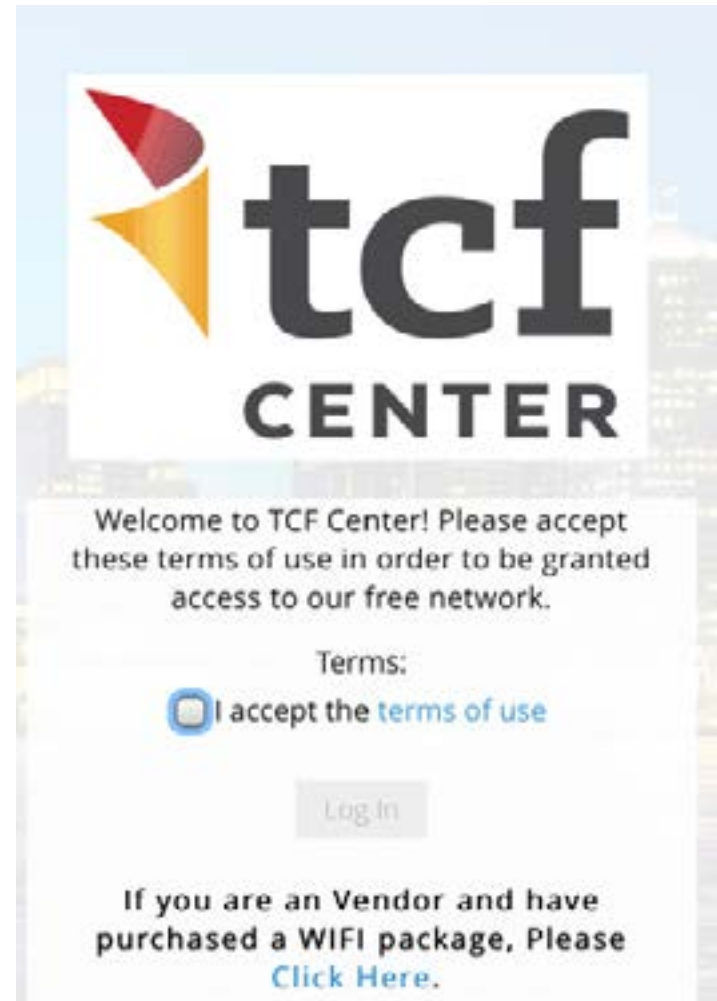 tcf
CENTER
Welcome to TCF Center! Please accept
these terms of use in order to be granted
access to our free network.
Terms:
I accept the terms of use
Log In
If you are an Vendor and have
purchased a WIFI package, Please
Click Here.